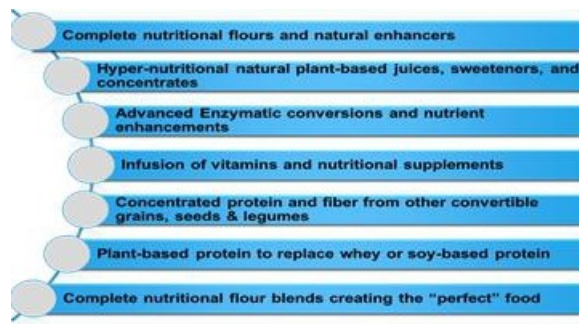 Complete nutritional flours and natural enhancers
Hyper-nutritional natural plant-based juices, sweeteners, and
concentrates
Advanced Enzymatic conversions and nutrient
enhancements
Infusion of vitamins and nutritional supplements
Concentrated protein and fiber from other convertible
grains, seeds & legumes
Plant-based protein to replace whey or soy-based protein
Complete nutritional flour blends creating the “perfect” food